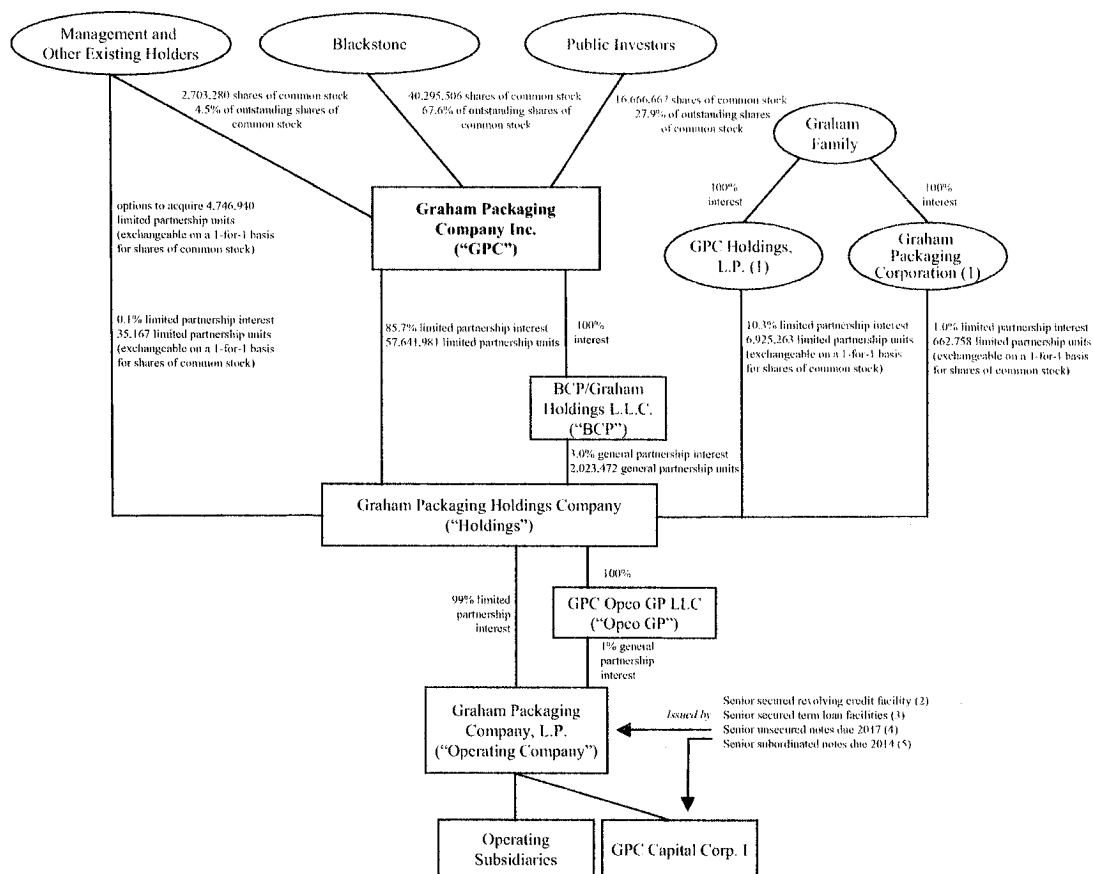 Management and
Other Existing Holders
Blackstone
Public Investors
2,703,280 shares of common stock
4.5% of outstanding shares of
common stock
40,295,506 shares of common stock
67.6% of outstanding shares of
common stock
16,666,667 shares of common stock
27.9% of outstanding shares
of common stock
Graham
Family
100%
interest
100%
interest
options to acquire 4,746,940
limited partnership units
(exchangeable on a 1-for-1 basis
for shares of common stock)
Graham Packaging
Company Inc.
("GPC")
GPC Holdings,
L.P. (1)
Graham
Packaging
Corporation (1)
0.1% limited partnership interest
35,167 limited partnership units
(exchangeable on a 1-for-1 basis
for shares of common stock)
85.7% limited partnership interest
57,641,981 limited partnership units
100%
interest
10.3% limited partnership interest
6,925,263 limited partnership units
(exchangeable on a 1-for-1 basis
for shares of common stock)
1.0% limited partnership interest
662,758 limited partnership units
(exchangeable on a 1-for-1 basis
for shares of common stock)
BCP/Graham
Holdings L.L.C.
("BCP")
3.0% general partnership interest
2,023,472 general partnership units
Graham Packaging Holdings Company
("Holdings")
99% limited
partnership
interest
100%
GPC Opco GP LLC
("Opco GP")
1% general
partnership
interest
Graham Packaging
Company, L.P.
("Operating Company")
Issued by
Senior secured revolving credit facility (2)
Senior secured term loan facilities (3)
Senior unsecured notes due 2017 (4)
Senior subordinated notes due 2014 (5)
Operating
Subsidiaries
GPC Capital Corp. I